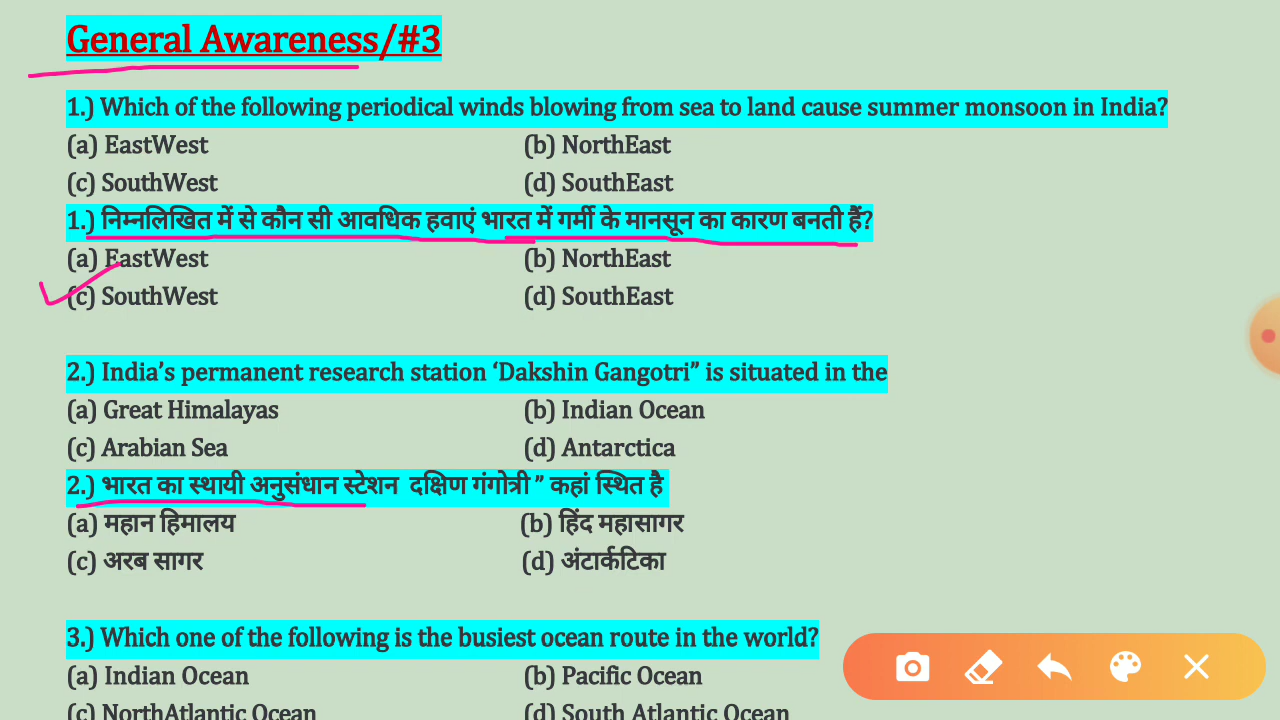 General Awareness/#3
1.) Which of the following periodical winds blowing from sea to land cause summer monsoon in India?
(a) EastWest (b) NorthEast
(c) SouthWest (d) SouthEast
1.) निम्नलिखित में से कौन सी आवधिक हवाएं भारत में गर्मी के मानसून का कारण बनती हैं?
(a) EastWest (b) NorthEast
(c) SouthWest (d) SouthEast
2.) India’s permanent research station ‘Dakshin Gangotri” is situated in the
(a) Great Himalayas (b) Indian Ocean
(c) Arabian Sea (d) Antarctica
2.) भारत का स्थायी अनुसंधान स्टेशन दक्षिण गंगोत्री ” कहां स्थित है
(a) महान हिमालय (b) हिंद महासागर
(c) अरब सागर (d) अंटार्कटिका
3.) Which one of the following is the busiest ocean route in the world?
(a) Indian Ocean (b) Pacific Ocean
(c) NorthAtlantic Ocean (d) South Atlantic Ocean